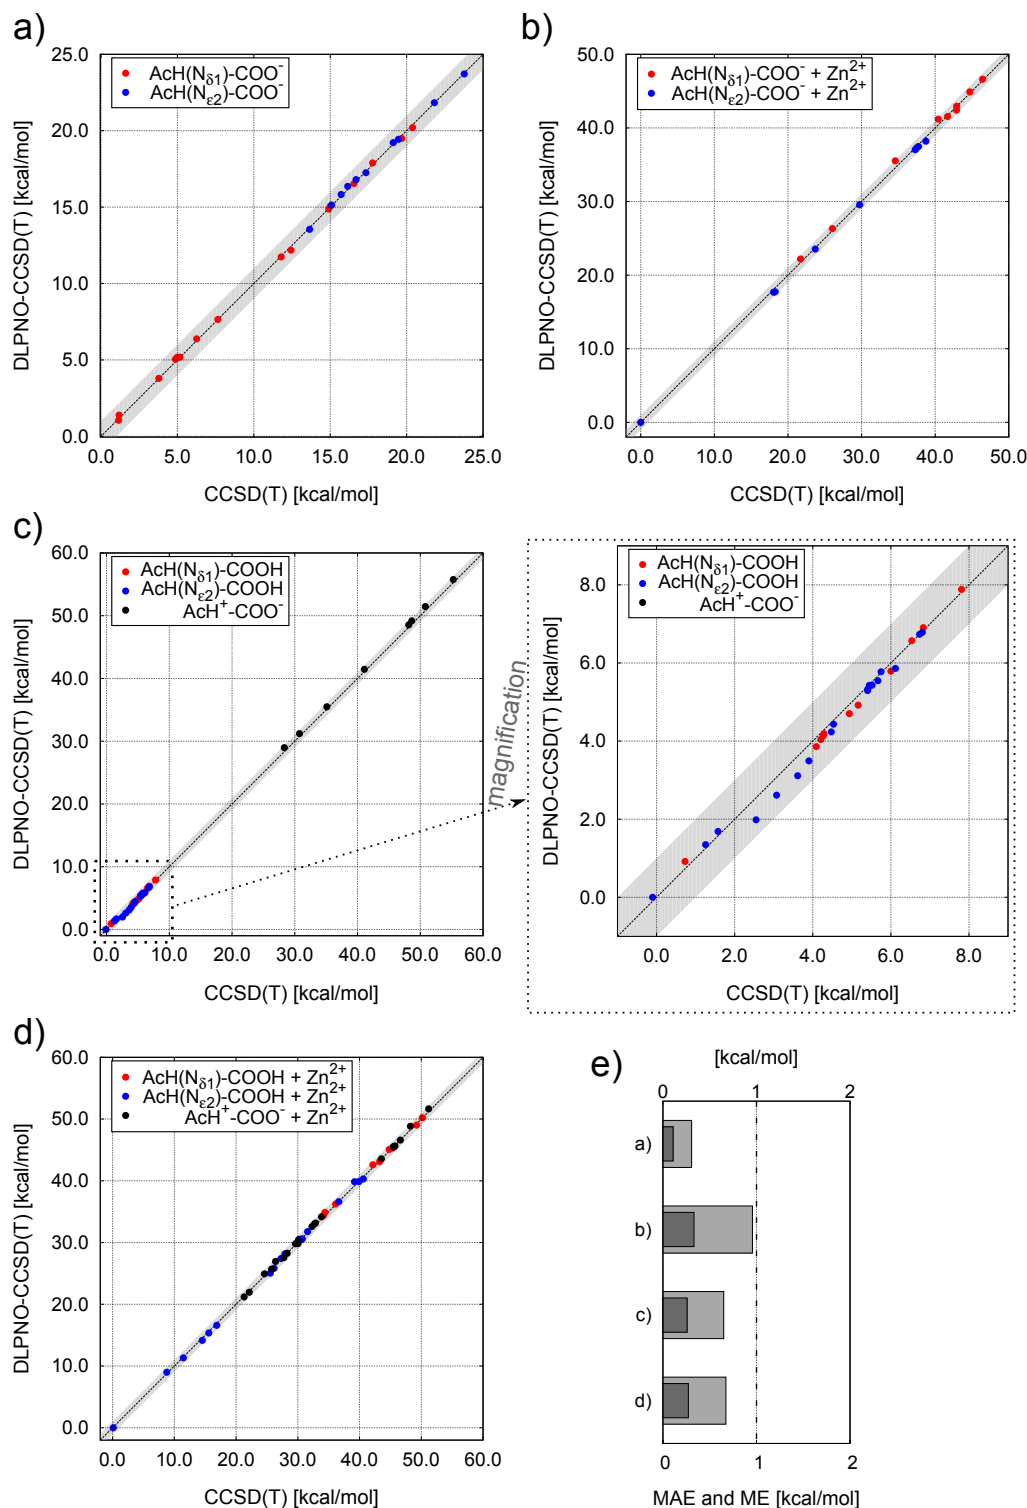 a)
25.0
20.0
15.0
10.0
5.0
0.0
DLPNO-CCSD(T) [kcal/mol]
AcH(Nδ1)-COO⁻
AcH(Nε2)-COO⁻
0.0 5.0 10.0 15.0 20.0 25.0
CCSD(T) [kcal/mol]
b)
50.0
40.0
30.0
20.0
10.0
0.0
DLPNO-CCSD(T) [kcal/mol]
AcH(Nδ1)-COO⁻ + Zn²⁺
AcH(Nε2)-COO⁻ + Zn²⁺
0.0 10.0 20.0 30.0 40.0 50.0
CCSD(T) [kcal/mol]
c)
60.0
50.0
40.0
30.0
20.0
10.0
0.0
DLPNO-CCSD(T) [kcal/mol]
AcH(Nδ1)-COOH
AcH(Nε2)-COOH
AcH⁺-COO⁻
0.0 10.0 20.0 30.0 40.0 50.0 60.0
CCSD(T) [kcal/mol]
magnification
8.0
6.0
4.0
2.0
0.0
DLPNO-CCSD(T) [kcal/mol]
AcH(Nδ1)-COOH
AcH(Nε2)-COOH
AcH⁺-COO⁻
0.0 2.0 4.0 6.0 8.0
CCSD(T) [kcal/mol]
d)
60.0
50.0
40.0
30.0
20.0
10.0
0.0
DLPNO-CCSD(T) [kcal/mol]
AcH(Nδ1)-COOH + Zn²⁺
AcH(Nε2)-COOH + Zn²⁺
AcH⁺-COO⁻ + Zn²⁺
0.0 10.0 20.0 30.0 40.0 50.0 60.0
CCSD(T) [kcal/mol]
e)
[kcal/mol]
0 1 2
a)
b)
c)
d)
0 1 2
MAE and ME [kcal/mol]